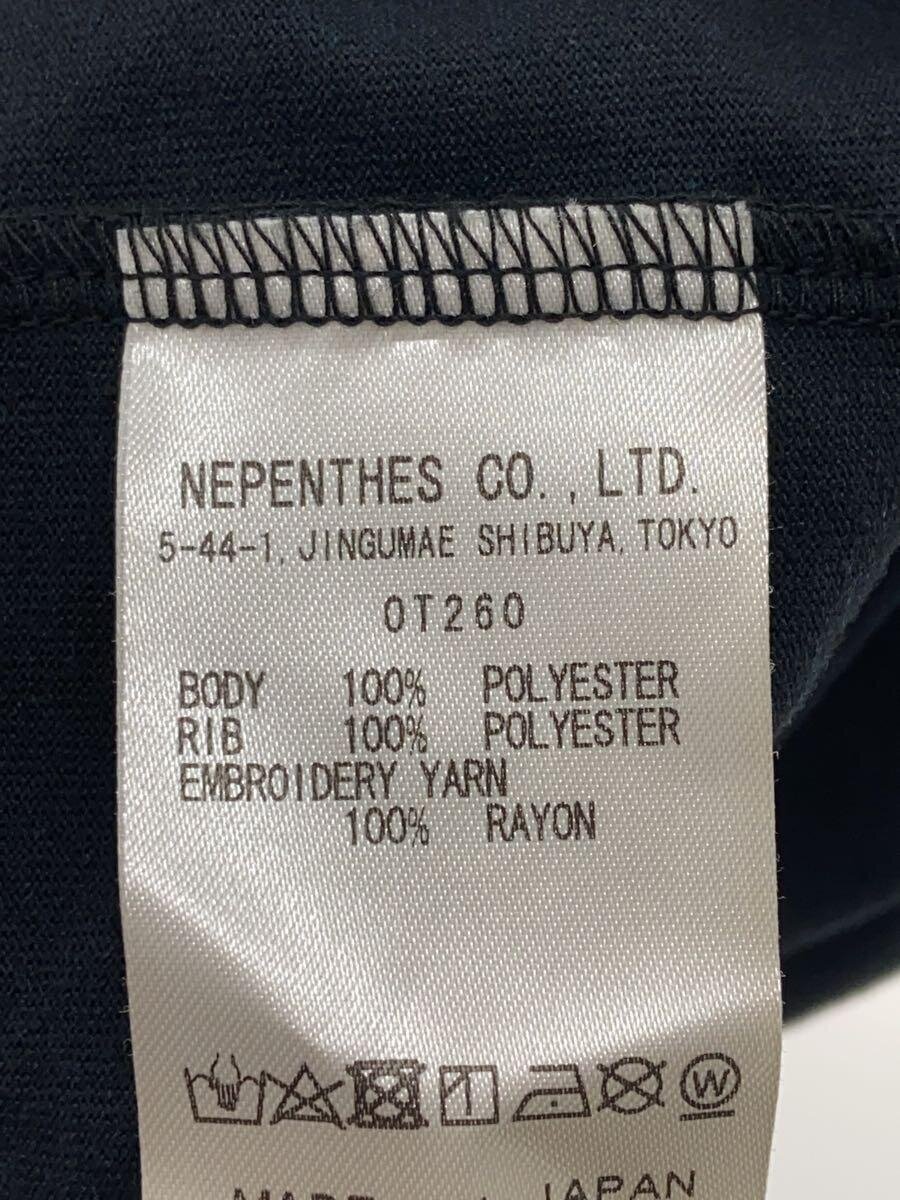 NEPENTHES CO., LTD.
5-44-1, JINGUMAE SHIBUYA, TOKYO
OT260
BODY 100% POLYESTER
RIB 100% POLYESTER
EMBROIDERY YARN
100% RAYON
W
MADE JAPAN